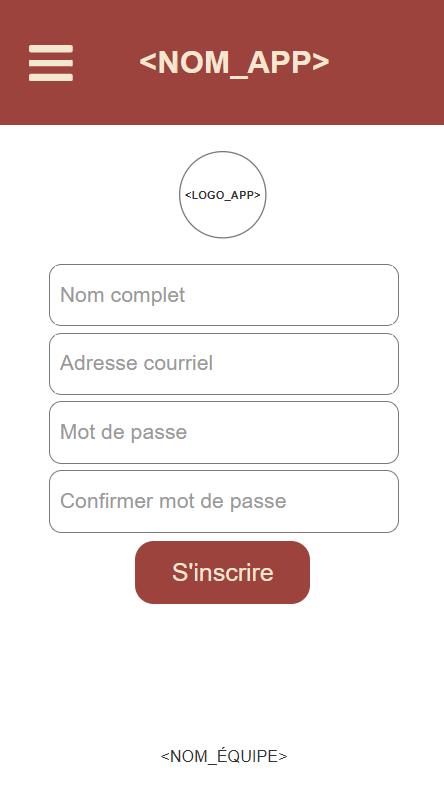 <NOM_APP>
<LOGO_APP>
Nom complet
Adresse courriel
Mot de passe
Confirmer mot de passe
S'inscrire
<NOM_ÉQUIPE>